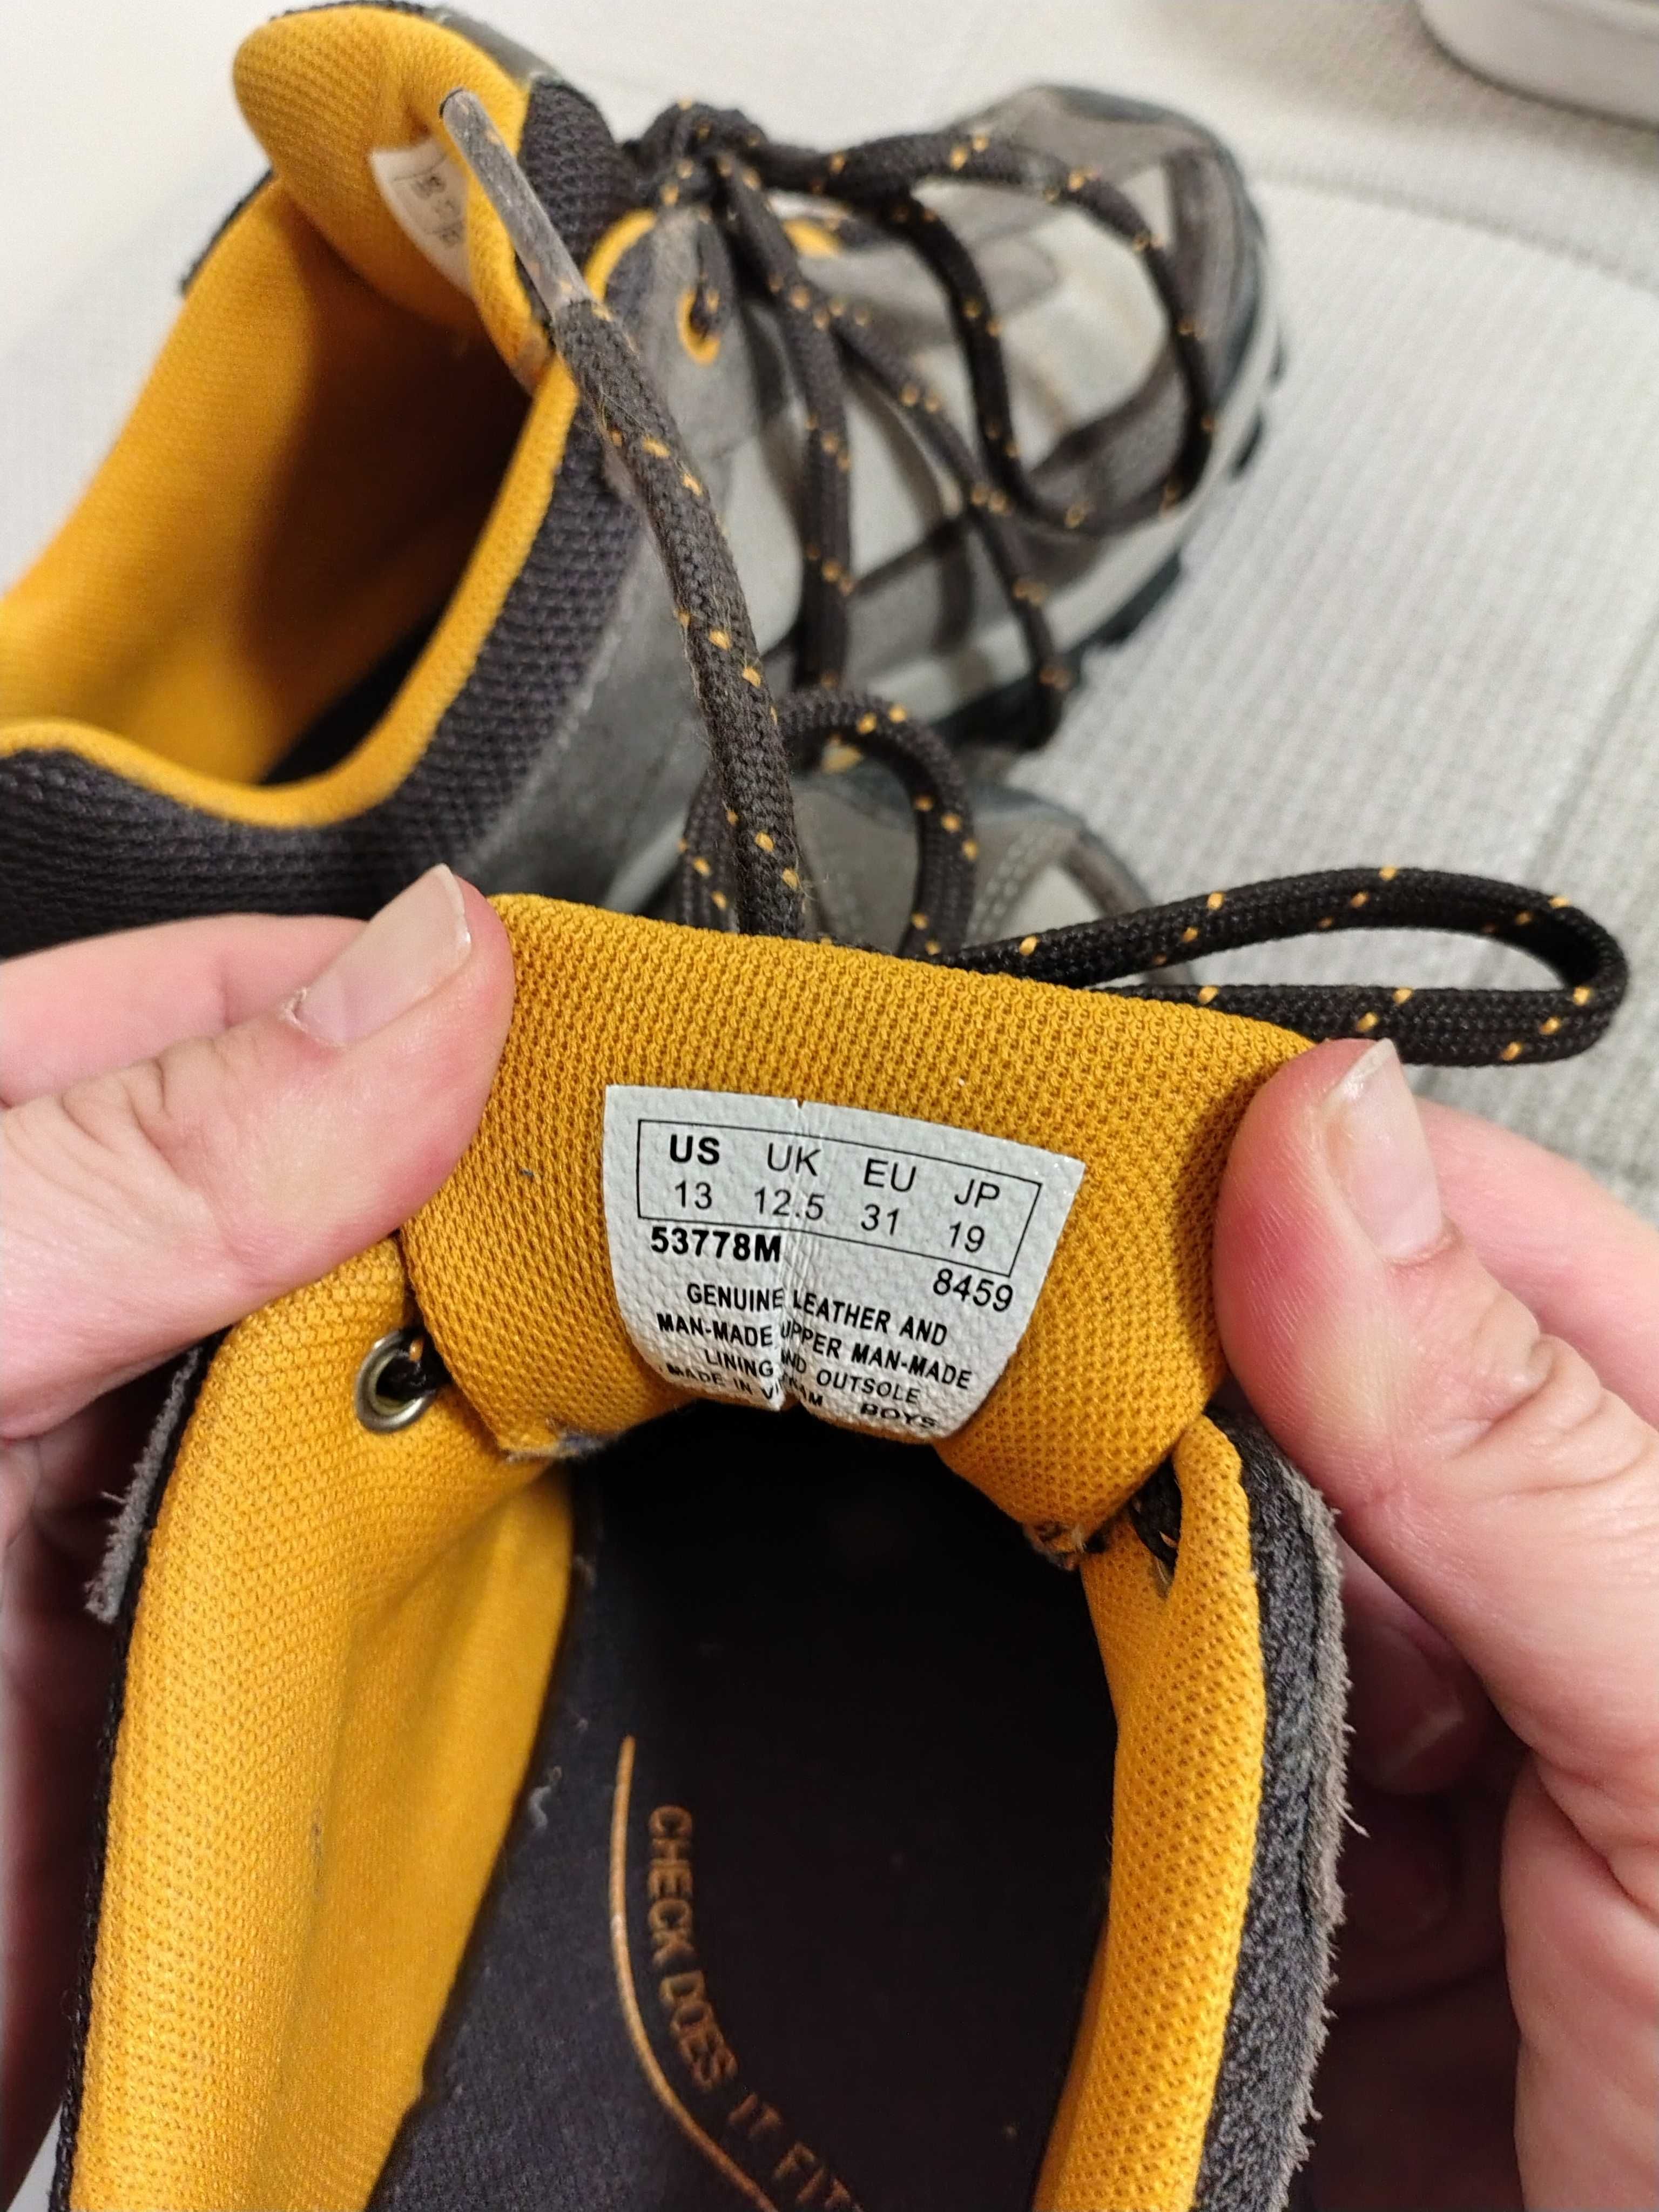 US UK EU JP
13 12.5 31 19
53778M
8459
GENUINE LEATHER AND
MAN-MADE UPPER MAN-MADE
LINING AND OUTSOLE
MADE IN VIETNAM BOYS
CHECK DOES IT FIT